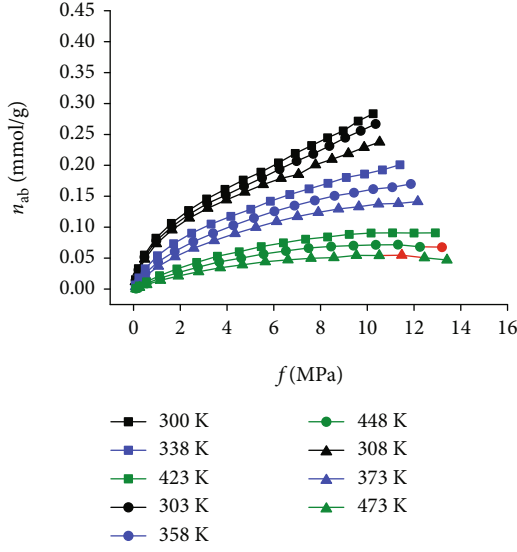 0.45
0.40
0.35
0.30
0.25
0.20
0.15
0.10
0.05
0.00
n_ab (mmol/g)
0 2 4 6 8 10 12 14 16
f (MPa)
300 K
338 K
423 K
303 K
358 K
448 K
308 K
373 K
473 K